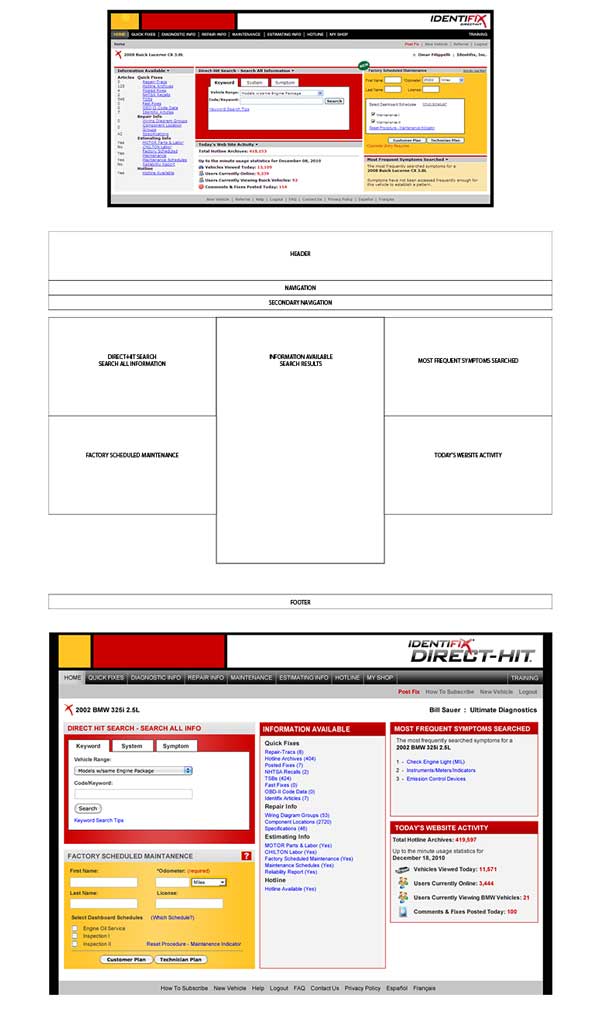 IDENTIFIX
DIRECT-HIT
HOME QUICK FIXES DIAGNOSTIC INFO REPAIR INFO MAINTENANCE ESTIMATING INFO HOTLINE MY SHOP TRAINING
Home
Post Fix New Vehicle Referral Logout
2008 Buick Lucerne CX 3.8L
Omar Filippelli Identifix, Inc.
Information Available
Articles Quick Fixes
Repair-Tracs
Hotline Archives
Posted Fixes
NHTSA Recalls
TSBs
Fast Fixes
OBD-II Code Data
Identifix Articles
Repair Info
Wiring Diagram Groups
Component Location Groups
Specifications
Estimating Info
MOTOR Parts & Labor
CHILTON Labor
Factory Scheduled Maintenance
Maintenance Schedules
Reliability Report
Hotline
Hotline Available
Direct-Hit Search - Search All Information
Keyword System Symptom
Vehicle Range: Models w/same Engine Package
Code/Keyword: Search
Keyword Search Tips
Today's Web Site Activity
Total Hotline Archives:
Up to the minute usage statistics for December 08, 2010
Vehicles Viewed Today:
Users Currently Online:
Users Currently Viewing Buick Vehicles:
Comments & Fixes Posted Today:
Factory Scheduled Maintenance
First Name: *Odometer: Miles
Last Name: License:
Select Dashboard Schedules
Maintenance I
Maintenance II
Reset Procedure - Maintenance Indicator
Customer Plan Technician Plan
Most Frequent Symptoms Searched
The most frequently searched symptoms for a
2008 Buick Lucerne CX 3.8L
Symptoms have not been accessed frequently enough for
this vehicle to establish a pattern.
New Vehicle Referral Help Logout FAQ Contact Us Privacy Policy Español Français
HEADER
NAVIGATION
SECONDARY NAVIGATION
DIRECT-HIT SEARCH
SEARCH ALL INFORMATION
INFORMATION AVAILABLE
SEARCH RESULTS
MOST FREQUENT SYMPTOMS SEARCHED
FACTORY SCHEDULED MAINTENANCE
TODAY'S WEBSITE ACTIVITY
FOOTER
IDENTIFIX
DIRECT-HIT
HOME QUICK FIXES DIAGNOSTIC INFO REPAIR INFO MAINTENANCE ESTIMATING INFO HOTLINE MY SHOP TRAINING
Post Fix How To Subscribe New Vehicle Logout
2002 BMW 325i 2.5L
Bill Sauer : Ultimate Diagnostics
DIRECT HIT SEARCH - SEARCH ALL INFO
Keyword System Symptom
Vehicle Range:
Models w/same Engine Package
Code/Keyword:
Search
Keyword Search Tips
FACTORY SCHEDULED MAINTANENCE ?
First Name: *Odometer: (required)
Miles
Last Name: License:
Select Dashboard Schedules (Which Schedule?)
Engine Oil Service
Inspection I
Inspection II Reset Procedure - Maintenance Indicator
Customer Plan Technician Plan
INFORMATION AVAILABLE
Quick Fixes
Repair-Tracs (8)
Hotline Archives (404)
Posted Fixes (7)
NHTSA Recalls (2)
TSBs (424)
Fast Fixes (0)
OBD-II Code Data (0)
Identifix Articles (7)
Repair Info
Wiring Diagram Groups (53)
Component Locations (2720)
Specifications (46)
Estimating Info
MOTOR Parts & Labor (Yes)
CHILTON Labor (Yes)
Factory Scheduled Maintenance (Yes)
Maintenance Schedules (Yes)
Reliability Report (Yes)
Hotline
Hotline Available (Yes)
MOST FREQUENT SYMPTOMS SEARCHED
The most frequently searched symptoms for a
2002 BMW 325i 2.5L
1 - Check Engine Light (MIL)
2 - Instruments/Meters/Indicators
3 - Emission Control Devices
TODAY'S WEBSITE ACTIVITY
Total Hotline Archives: 419,597
Up to the minute usage statistics for
December 18, 2010
Vehicles Viewed Today: 11,571
Users Currently Online: 3,444
Users Currently Viewing BMW Vehicles: 21
Comments & Fixes Posted Today: 100
How To Subscribe New Vehicle Help Logout FAQ Contact Us Privacy Policy Español Français